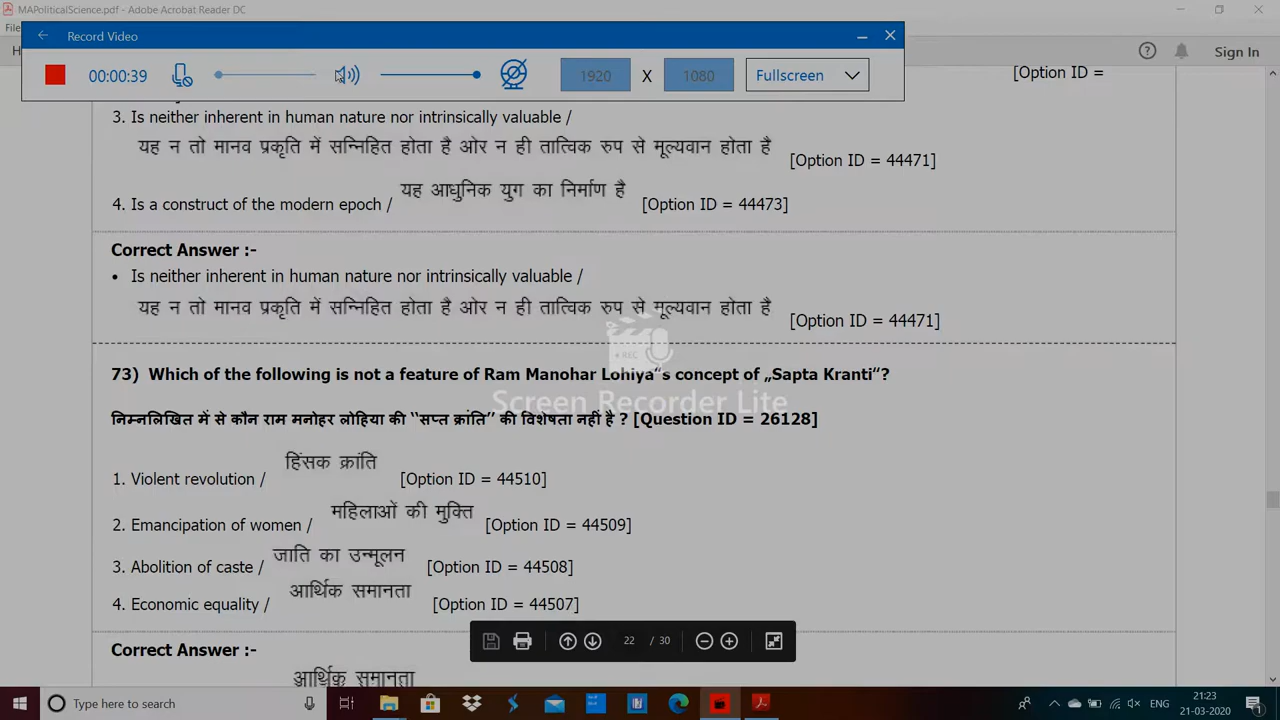 MAPoliticalScience.pdf - Adobe Acrobat Reader DC
Record Video
Sign In
00:00:39
1920 X 1080 Fullscreen
[Option ID =
3. Is neither inherent in human nature nor intrinsically valuable /
यह न तो मानव प्रकृति में सन्निहित होता है ओर न ही तात्विक रुप से मूल्यवान होता है [Option ID = 44471]
4. Is a construct of the modern epoch / यह आधुनिक युग का निर्माण है [Option ID = 44473]
Correct Answer :-
• Is neither inherent in human nature nor intrinsically valuable /
यह न तो मानव प्रकृति में सन्निहित होता है ओर न ही तात्विक रुप से मूल्यवान होता है [Option ID = 44471]
REC
Screen Recorder Lite
73) Which of the following is not a feature of Ram Manohar Lohiya‟s concept of „Sapta Kranti‟?
निम्नलिखित में से कौन राम मनोहर लोहिया की ‘‘सप्त क्रांति’’ की विशेषता नहीं है ? [Question ID = 26128]
1. Violent revolution / हिंसक क्रांति [Option ID = 44510]
2. Emancipation of women / महिलाओं की मुक्ति [Option ID = 44509]
3. Abolition of caste / जाति का उन्मूलन [Option ID = 44508]
4. Economic equality / आर्थिक समानता [Option ID = 44507]
22 / 30
Correct Answer :-
आर्थिक समानता
Type here to search
ENG
21:23
21-03-2020